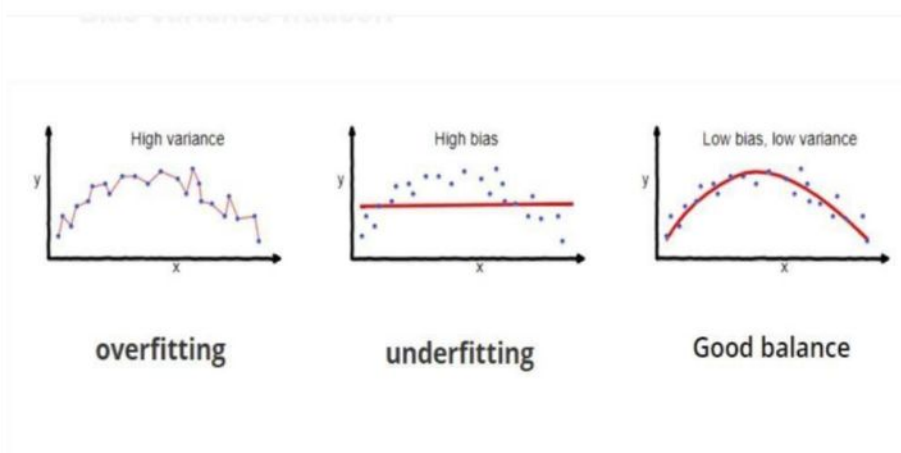 High variance
y
x
overfitting
High bias
y
x
underfitting
Low bias, low variance
y
x
Good balance